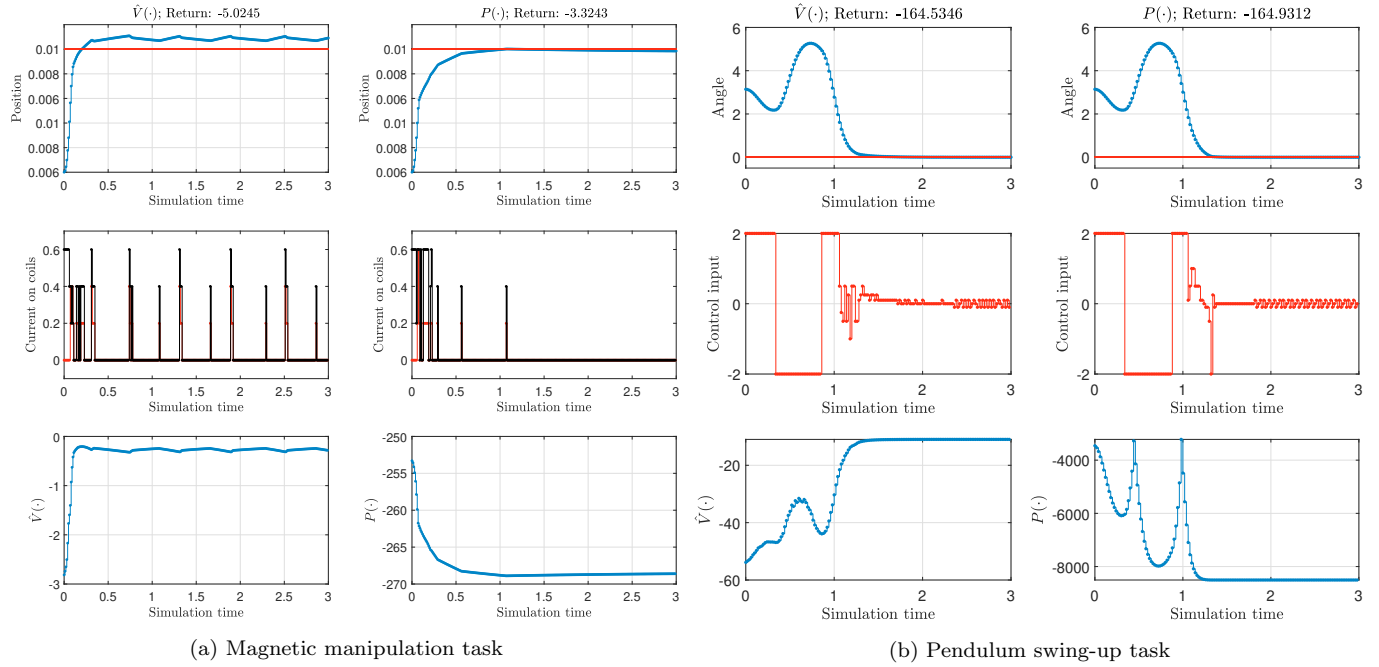 V̂(·); Return: -5.0245
P(·); Return: -3.3243
V̂(·); Return: -164.5346
P(·); Return: -164.9312
Position
0.01
0.008
0.006
0.01
0.008
0.006
0 0.5 1 1.5 2 2.5 3
Simulation time
Position
0.01
0.008
0.006
0.01
0.008
0.006
0 0.5 1 1.5 2 2.5 3
Simulation time
Angle
6
4
2
0
0 1 2 3
Simulation time
Angle
6
4
2
0
0 1 2 3
Simulation time
Current on coils
0.6
0.4
0.2
0
0 0.5 1 1.5 2 2.5 3
Simulation time
Current on coils
0.6
0.4
0.2
0
0 0.5 1 1.5 2 2.5 3
Simulation time
Control input
2
0
-2
0 1 2 3
Simulation time
Control input
2
0
-2
0 1 2 3
Simulation time
V̂(·)
0
-1
-2
-3
0 0.5 1 1.5 2 2.5 3
Simulation time
P(·)
-250
-255
-260
-265
-270
0 0.5 1 1.5 2 2.5 3
Simulation time
V̂(·)
-20
-40
-60
0 1 2 3
Simulation time
P(·)
-4000
-6000
-8000
0 1 2 3
Simulation time
(a) Magnetic manipulation task
(b) Pendulum swing-up task